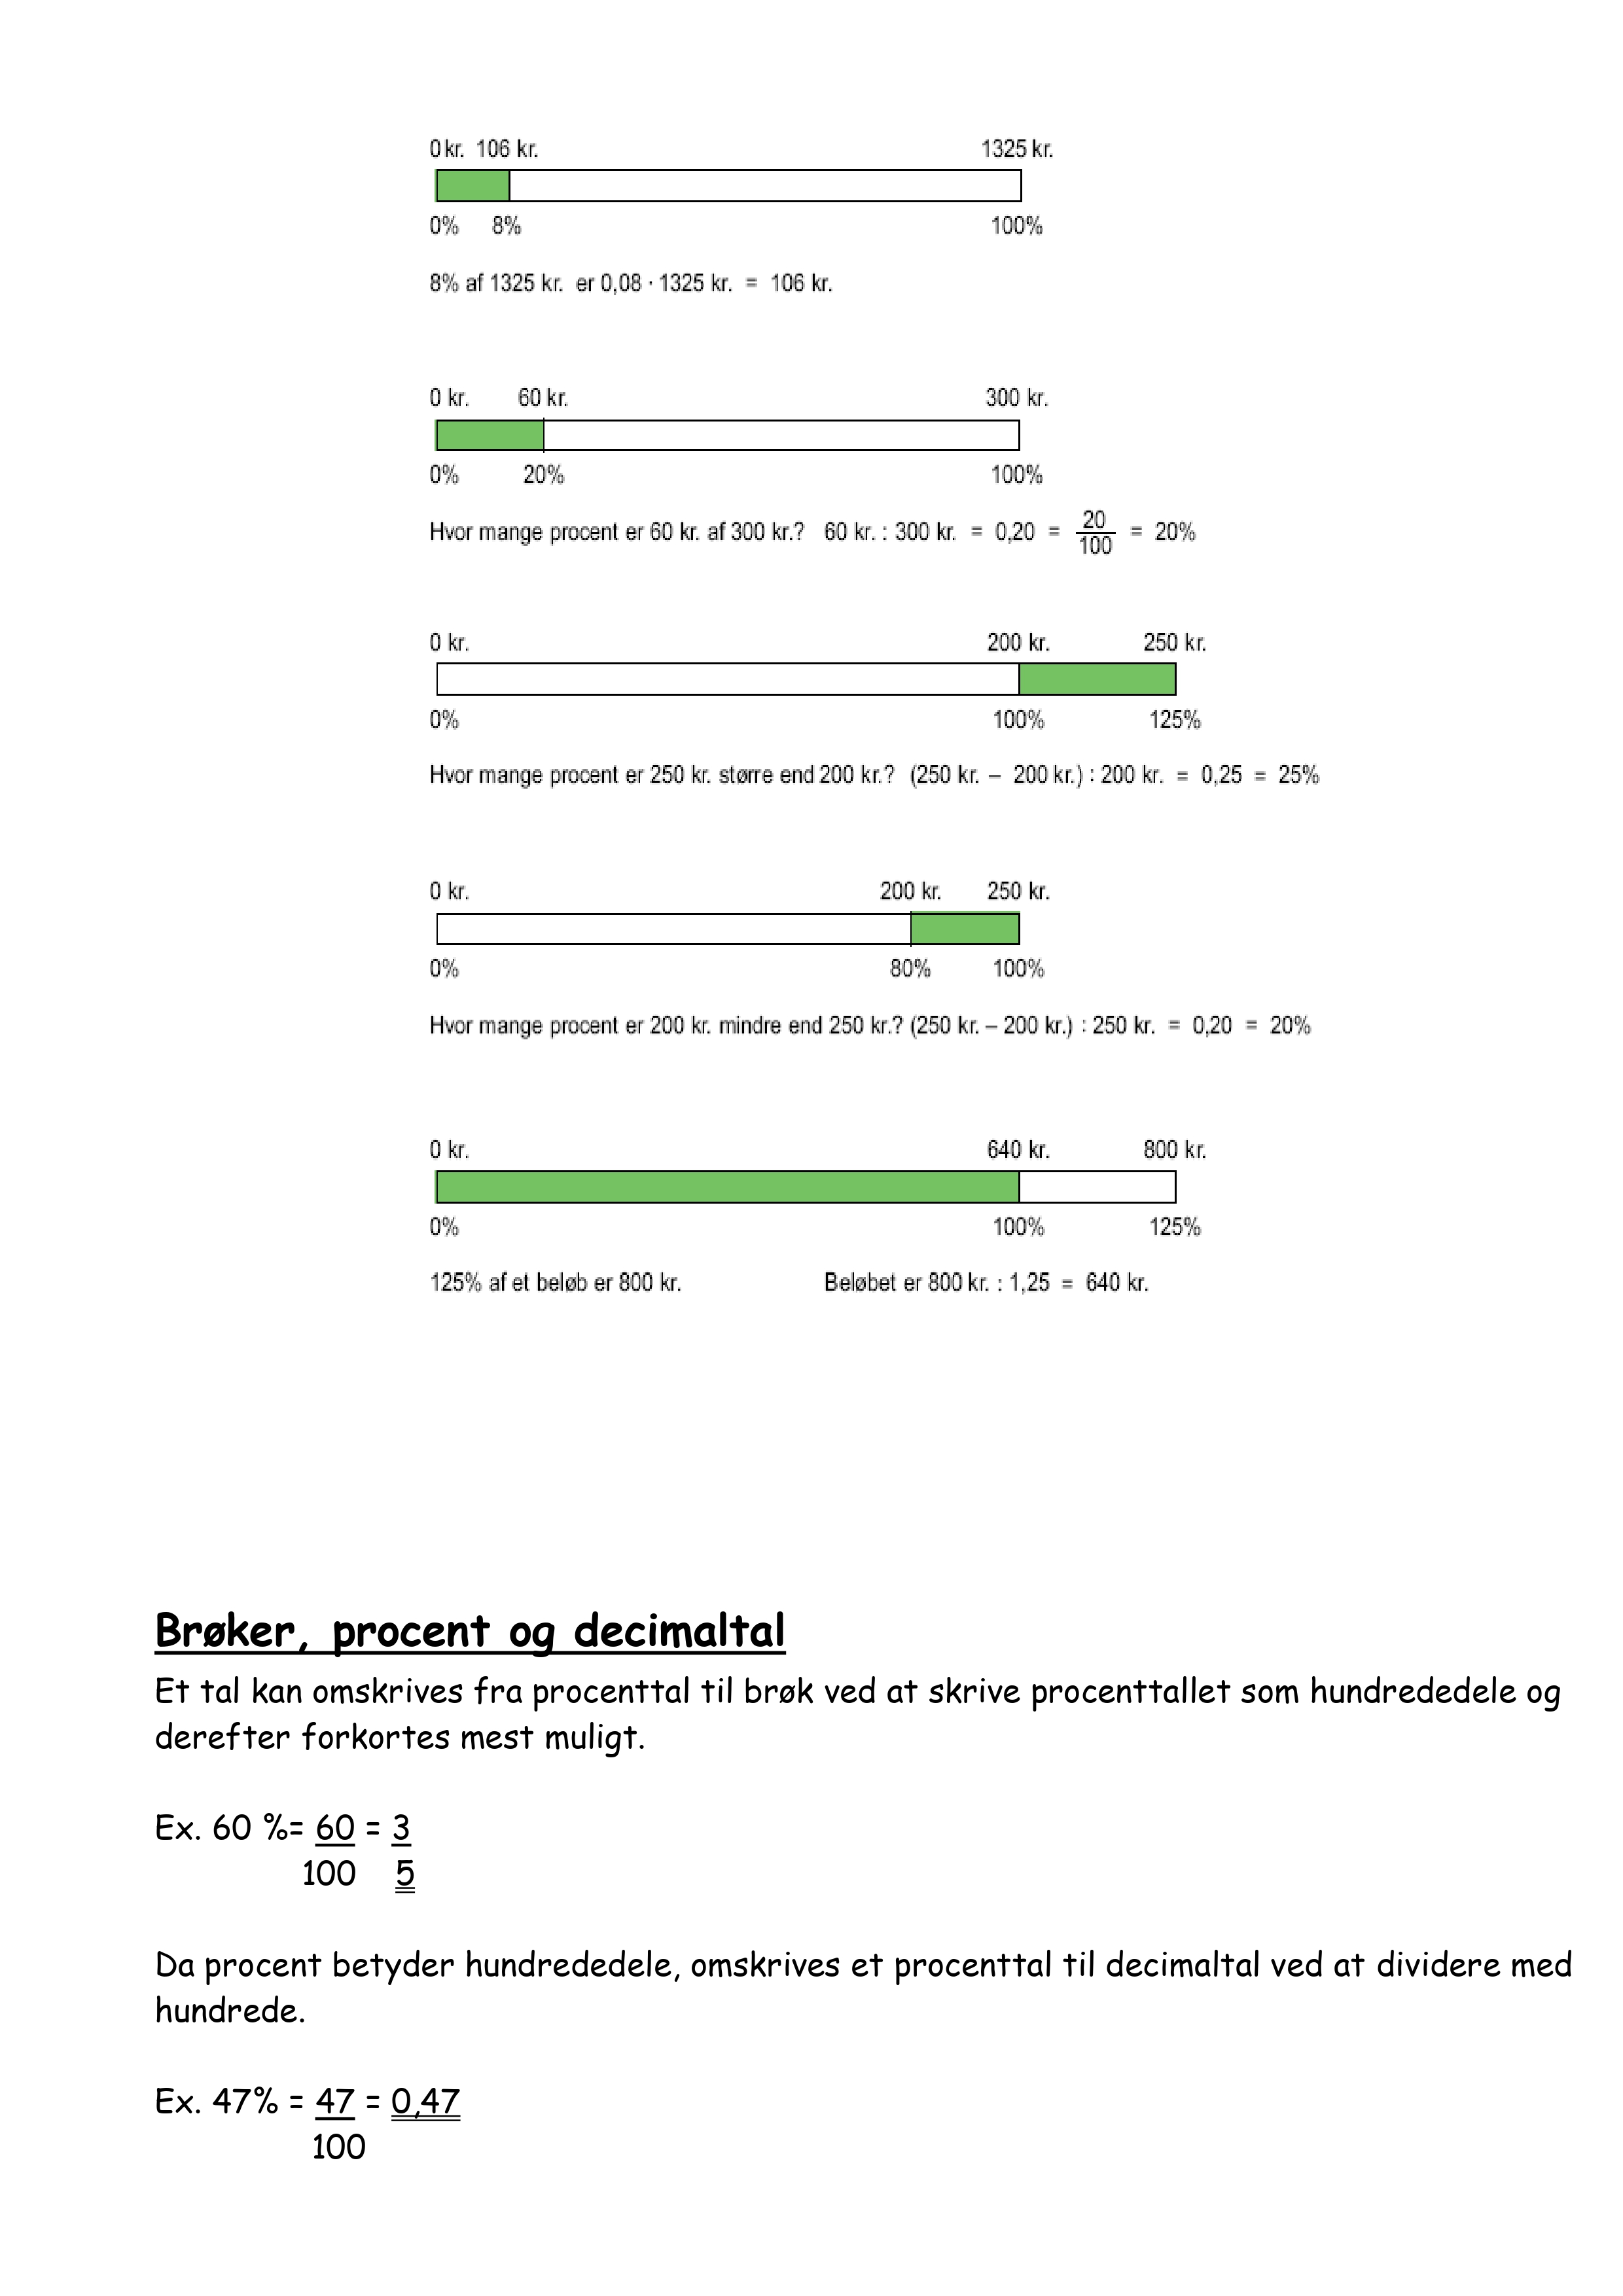 0 kr. 106 kr. 1325 kr.
0% 8% 100%
8% af 1325 kr. er 0,08 · 1325 kr. = 106 kr.
0 kr. 60 kr. 300 kr.
0% 20% 100%
Hvor mange procent er 60 kr. af 300 kr.? 60 kr. : 300 kr. = 0,20 = 20/100 = 20%
0 kr. 200 kr. 250 kr.
0% 100% 125%
Hvor mange procent er 250 kr. større end 200 kr.? (250 kr. – 200 kr.) : 200 kr. = 0,25 = 25%
0 kr. 200 kr. 250 kr.
0% 80% 100%
Hvor mange procent er 200 kr. mindre end 250 kr.? (250 kr. – 200 kr.) : 250 kr. = 0,20 = 20%
0 kr. 640 kr. 800 kr.
0% 100% 125%
125% af et beløb er 800 kr. Beløbet er 800 kr. : 1,25 = 640 kr.
Brøker, procent og decimaltal
Et tal kan omskrives fra procenttal til brøk ved at skrive procenttallet som hundrededele og
derefter forkortes mest muligt.
Ex. 60 %= 60 = 3
100 5
Da procent betyder hundrededele, omskrives et procenttal til decimaltal ved at dividere med
hundrede.
Ex. 47% = 47 = 0,47
100